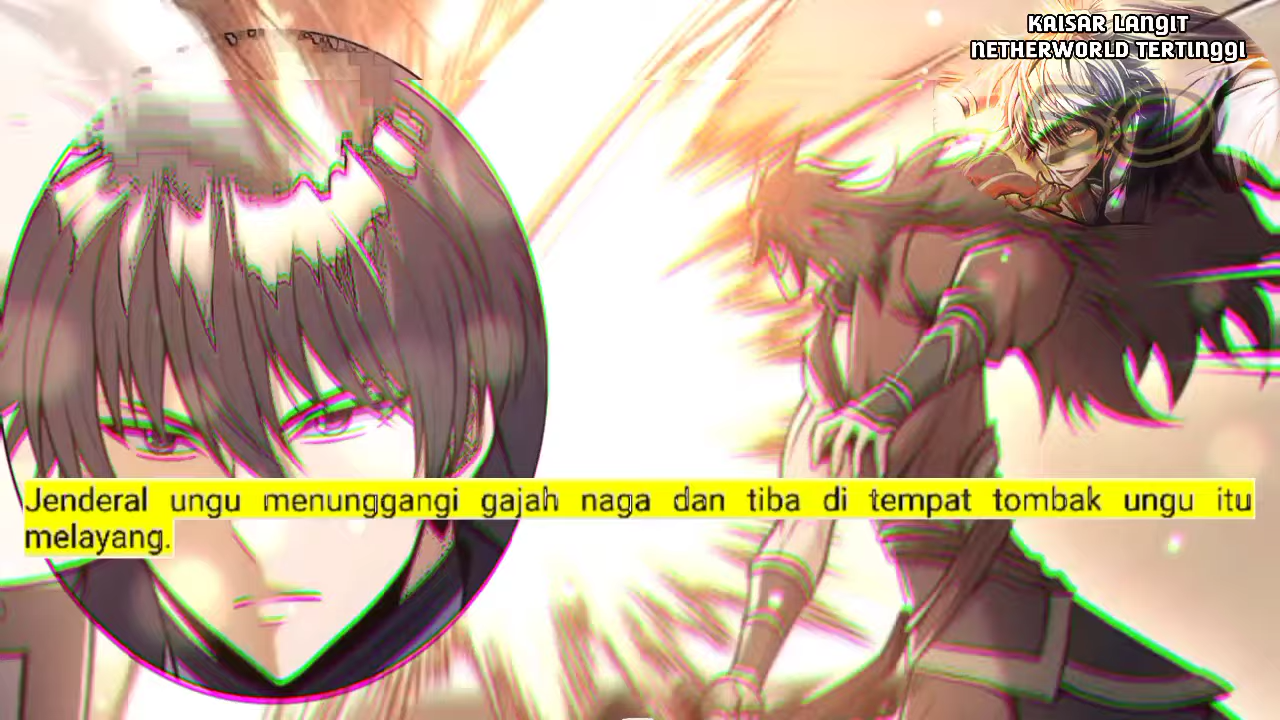 KAISAR LANGIT
NETHERWORLD TERTINGGI
Jenderal ungu menunggangi gajah naga dan tiba di tempat tombak ungu itu
melayang.